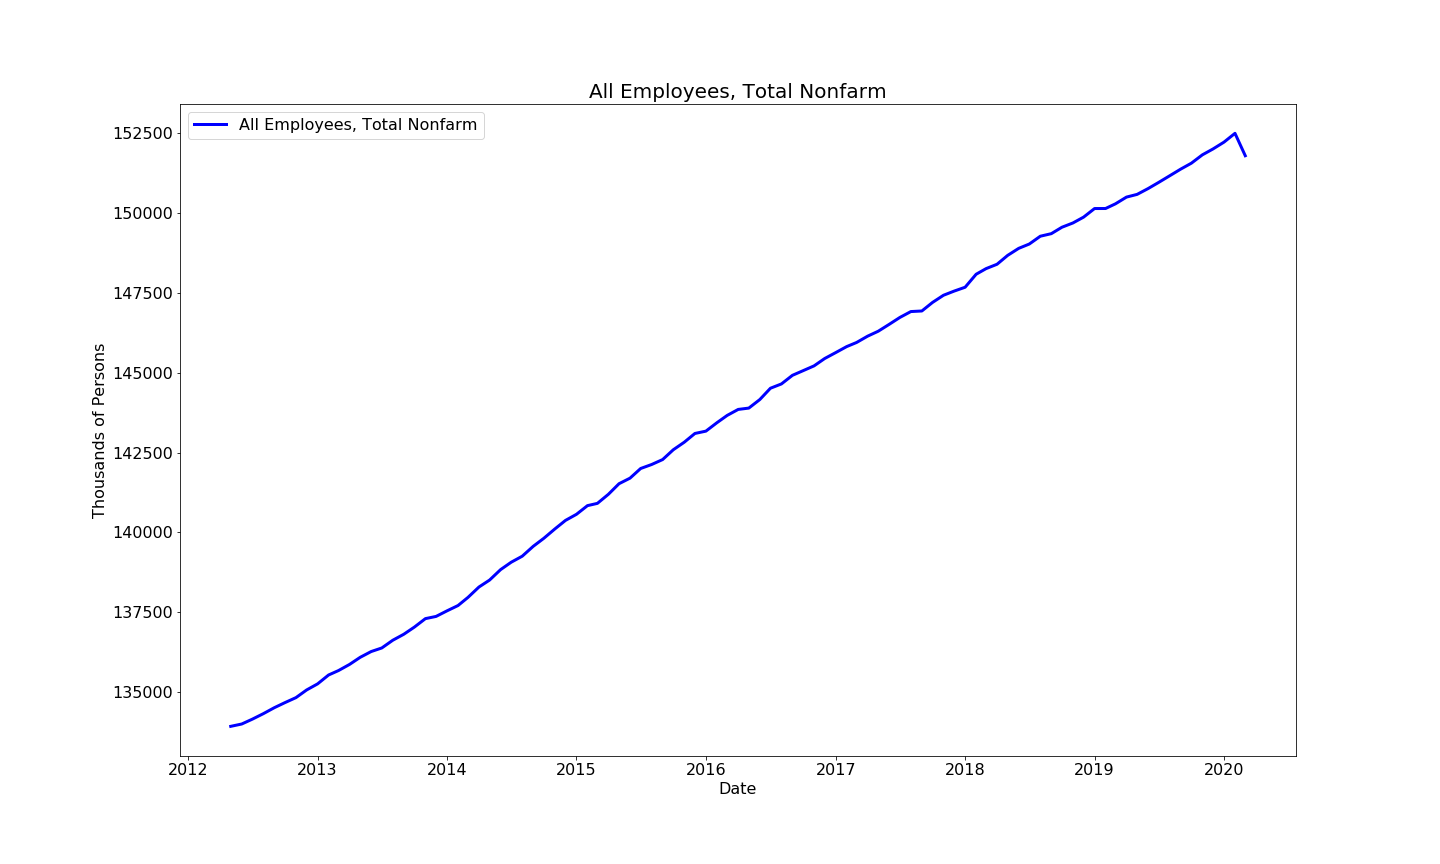 All Employees, Total Nonfarm
All Employees, Total Nonfarm
152500
150000
147500
145000
142500
140000
137500
135000
Thousands of Persons
2012 2013 2014 2015 2016 2017 2018 2019 2020
Date